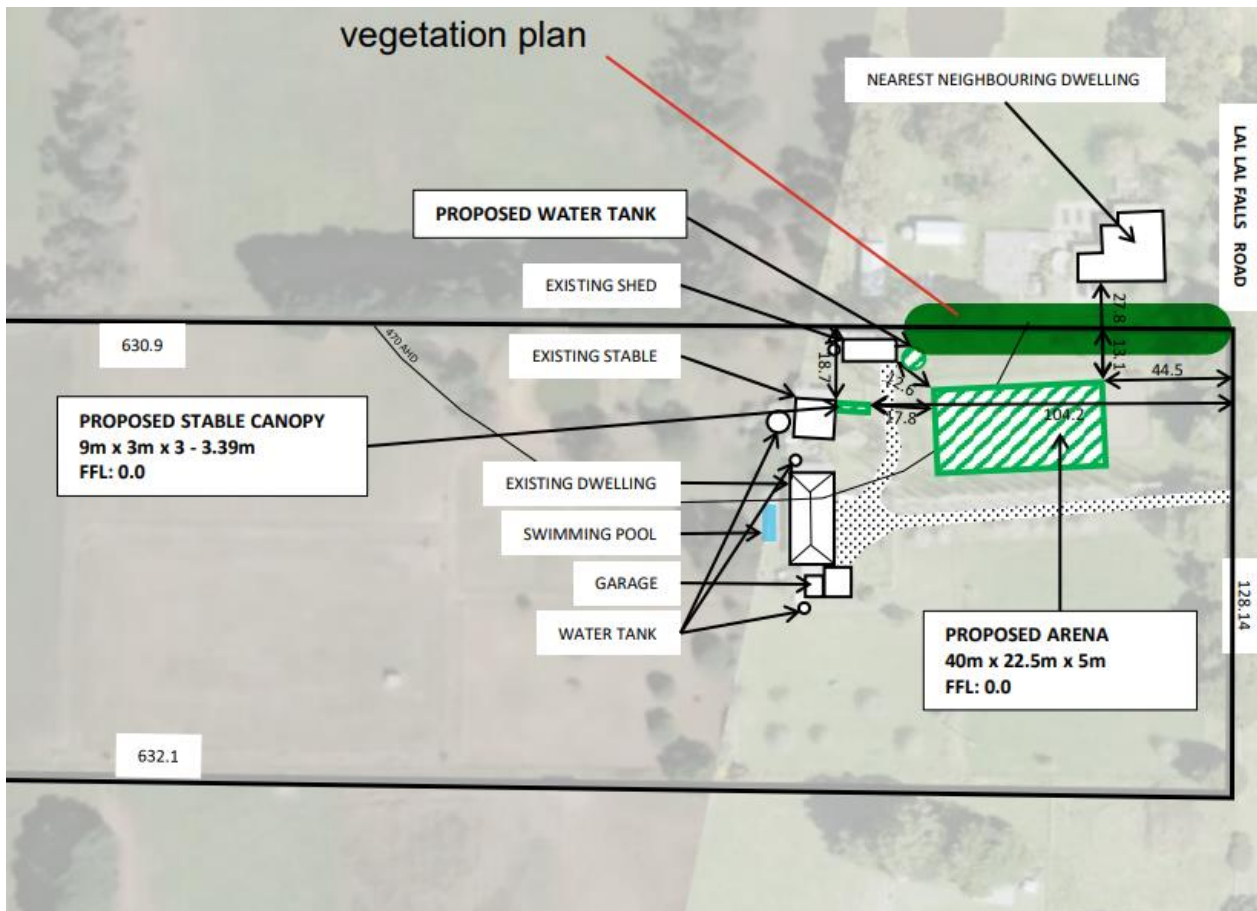 vegetation plan
NEAREST NEIGHBOURING DWELLING
LAL LAL FALLS ROAD
PROPOSED WATER TANK
EXISTING SHED
EXISTING STABLE
630.9
470 AHD
27.8
13.1
44.5
18.7
12.6
17.8
104.2
PROPOSED STABLE CANOPY
9m x 3m x 3 - 3.39m
FFL: 0.0
EXISTING DWELLING
SWIMMING POOL
GARAGE
WATER TANK
128.14
PROPOSED ARENA
40m x 22.5m x 5m
FFL: 0.0
632.1